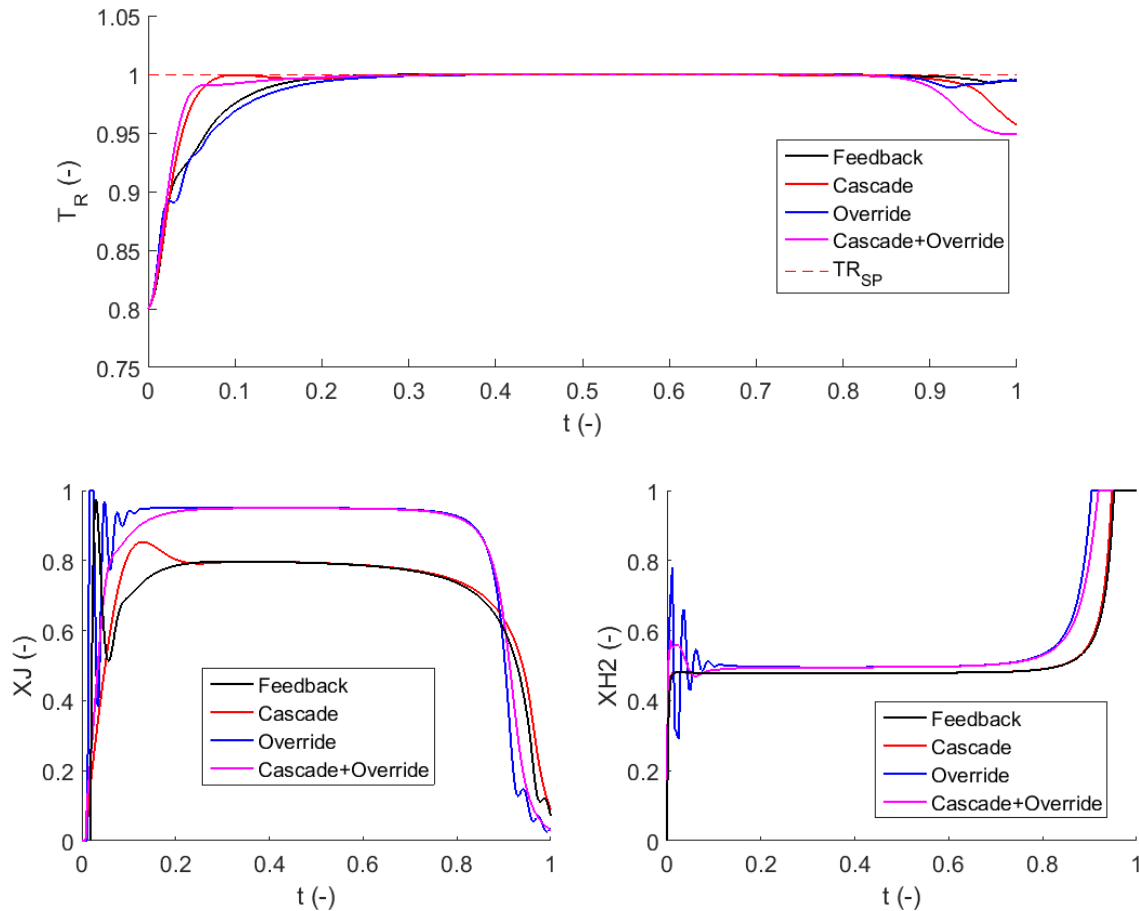 1.05
1
0.95
0.9
0.85
0.8
0.75
T_R (-)
0 0.1 0.2 0.3 0.4 0.5 0.6 0.7 0.8 0.9 1
t (-)
Feedback
Cascade
Override
Cascade+Override
TR_SP
1
0.8
0.6
0.4
0.2
0
XJ (-)
0 0.2 0.4 0.6 0.8 1
t (-)
Feedback
Cascade
Override
Cascade+Override
1
0.8
0.6
0.4
0.2
0
XH2 (-)
0 0.2 0.4 0.6 0.8 1
t (-)
Feedback
Cascade
Override
Cascade+Override